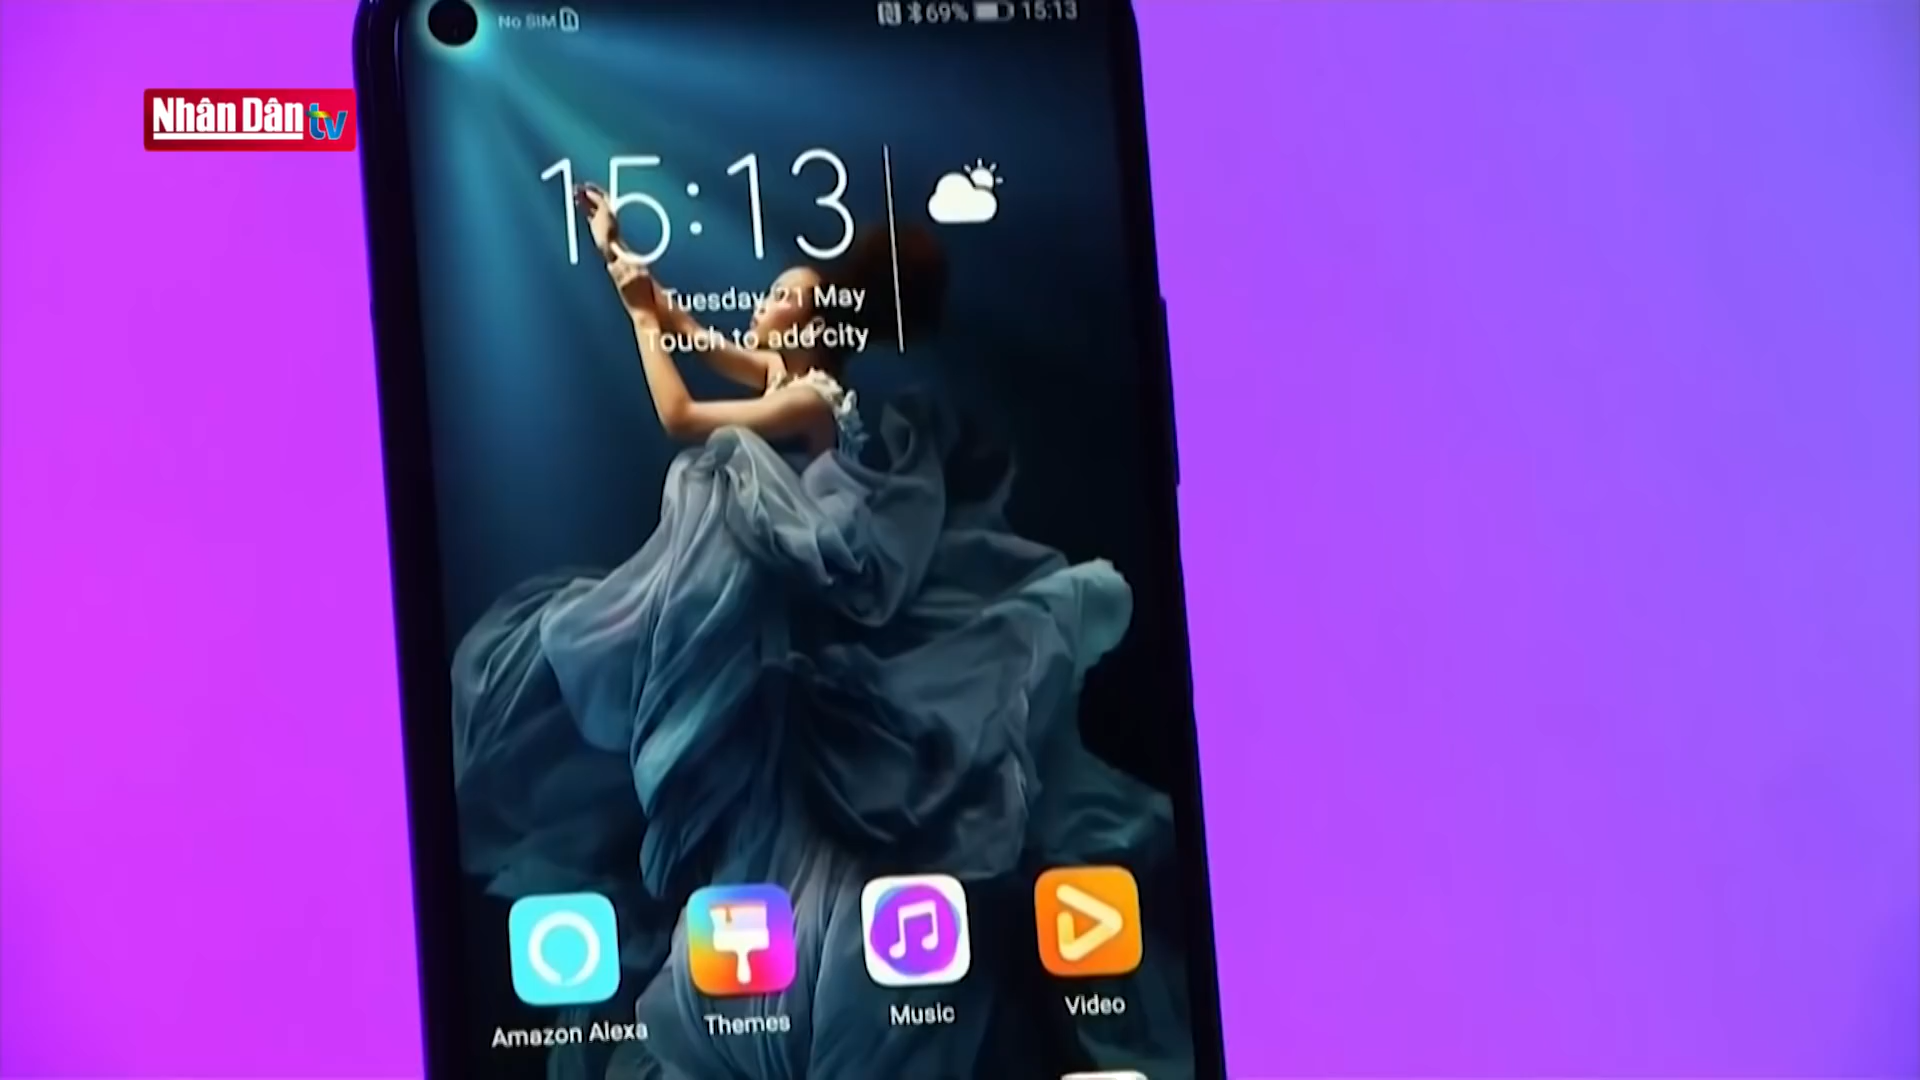 No SIM
69% 15:13
Nhân Dân tv
15:13
Tuesday, 21 May
Touch to add city
Amazon Alexa
Themes
Music
Video